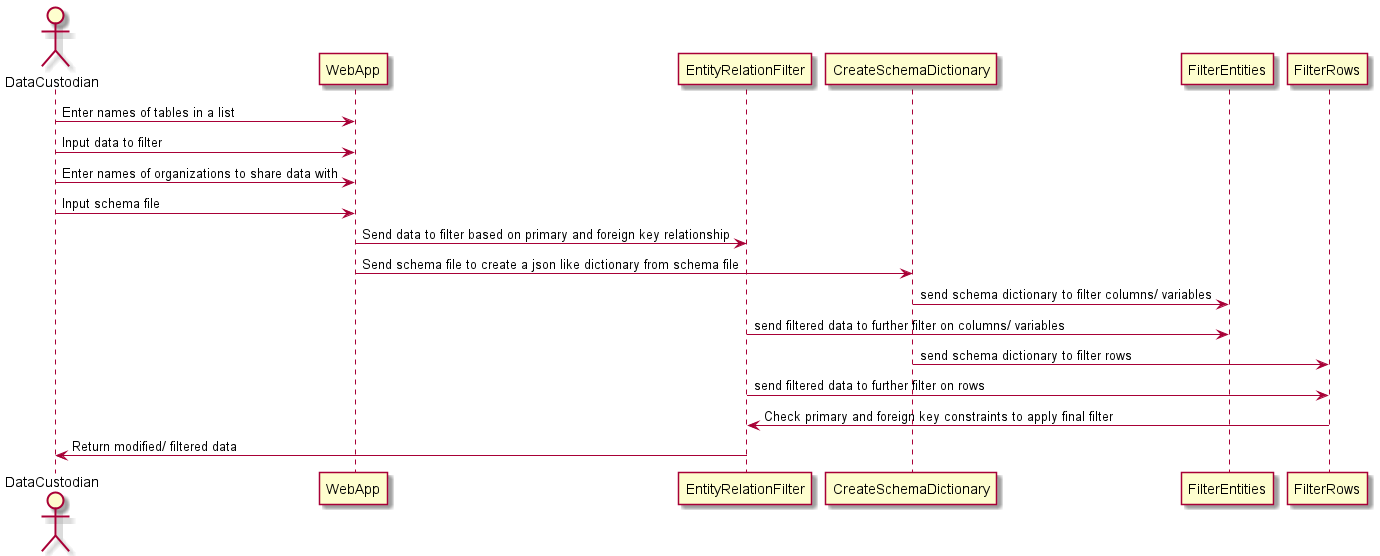 DataCustodian
WebApp
EntityRelationFilter
CreateSchemaDictionary
FilterEntities
FilterRows
Enter names of tables in a list
Input data to filter
Enter names of organizations to share data with
Input schema file
Send data to filter based on primary and foreign key relationship
Send schema file to create a json like dictionary from schema file
send schema dictionary to filter columns/ variables
send filtered data to further filter on columns/ variables
send schema dictionary to filter rows
send filtered data to further filter on rows
Check primary and foreign key constraints to apply final filter
Return modified/ filtered data
DataCustodian
WebApp
EntityRelationFilter
CreateSchemaDictionary
FilterEntities
FilterRows